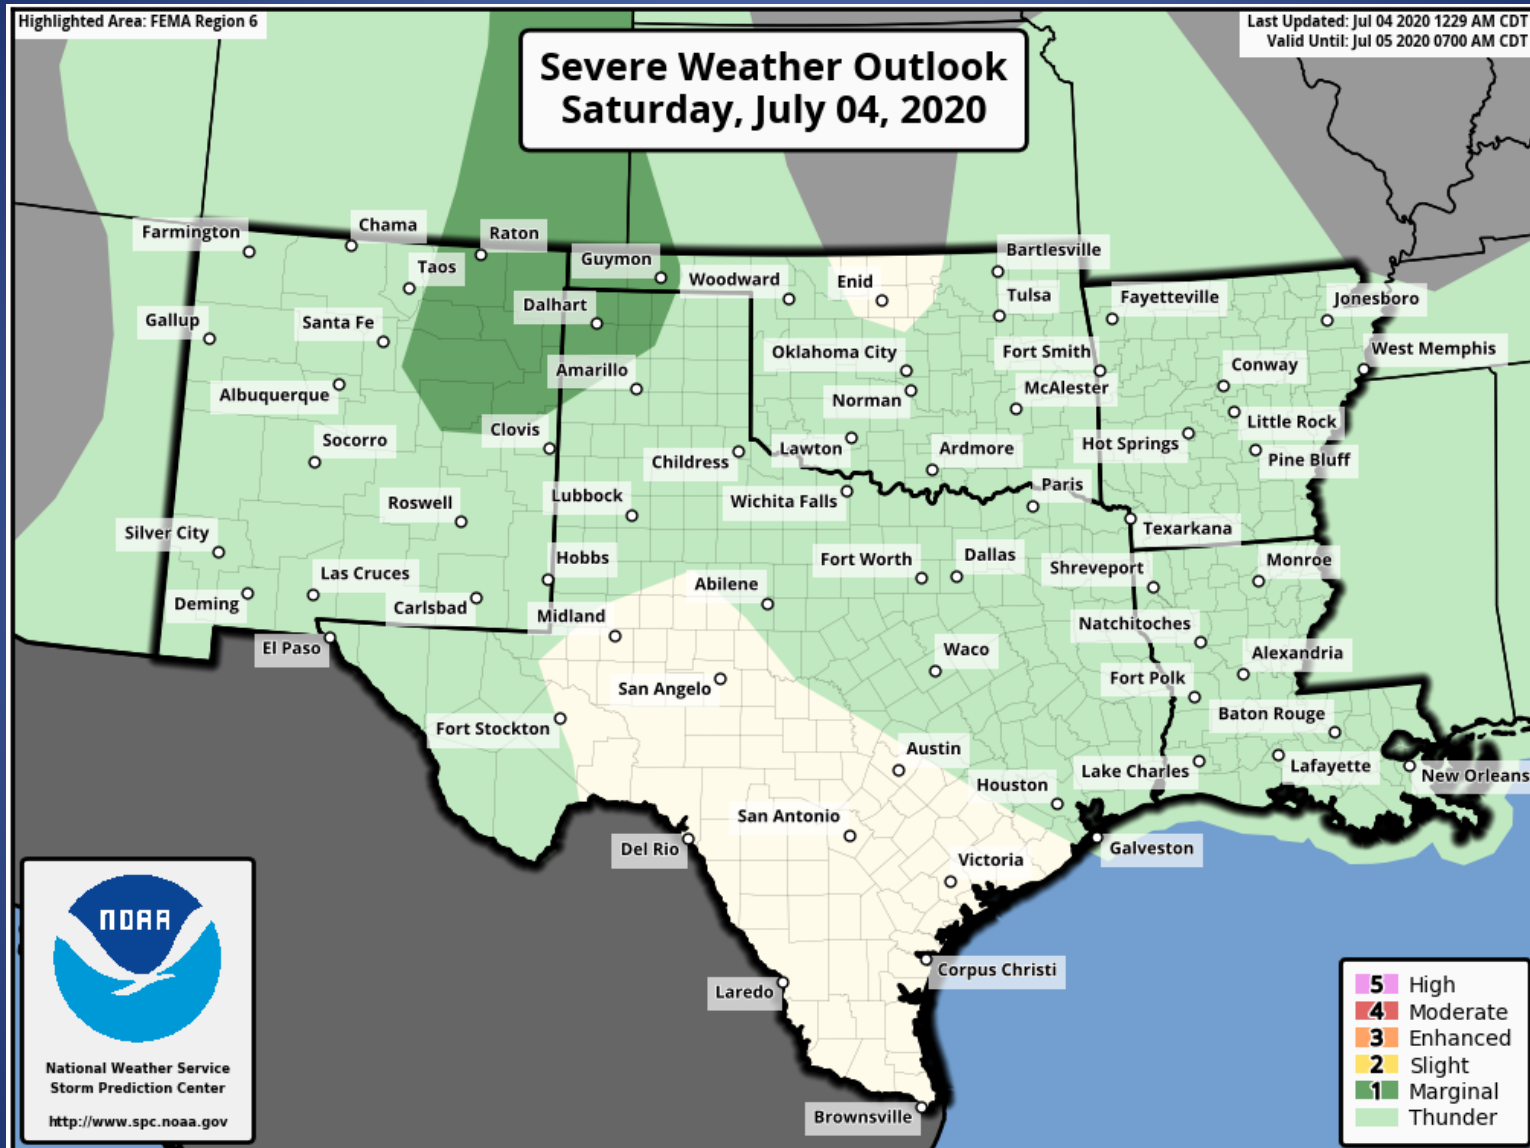 Highlighted Area: FEMA Region 6
Last Updated: Jul 04 2020 1229 AM CDT
Valid Until: Jul 05 2020 0700 AM CDT
Severe Weather Outlook
Saturday, July 04, 2020
Farmington
Chama
Raton
Taos
Guymon
Woodward
Enid
Bartlesville
Tulsa
Fayetteville
Jonesboro
Gallup
Santa Fe
Dalhart
Oklahoma City
Fort Smith
West Memphis
Albuquerque
Amarillo
Norman
McAlester
Conway
Little Rock
Socorro
Clovis
Childress
Lawton
Ardmore
Hot Springs
Pine Bluff
Roswell
Lubbock
Wichita Falls
Paris
Texarkana
Silver City
Hobbs
Fort Worth
Dallas
Shreveport
Monroe
Deming
Las Cruces
Carlsbad
Midland
Abilene
Natchitoches
El Paso
San Angelo
Waco
Alexandria
Fort Polk
Fort Stockton
Austin
Baton Rouge
Houston
Lake Charles
Lafayette
New Orleans
Del Rio
San Antonio
Galveston
Victoria
Corpus Christi
Laredo
Brownsville
NOAA
National Weather Service
Storm Prediction Center
http://www.spc.noaa.gov
5 High
4 Moderate
3 Enhanced
2 Slight
1 Marginal
Thunder